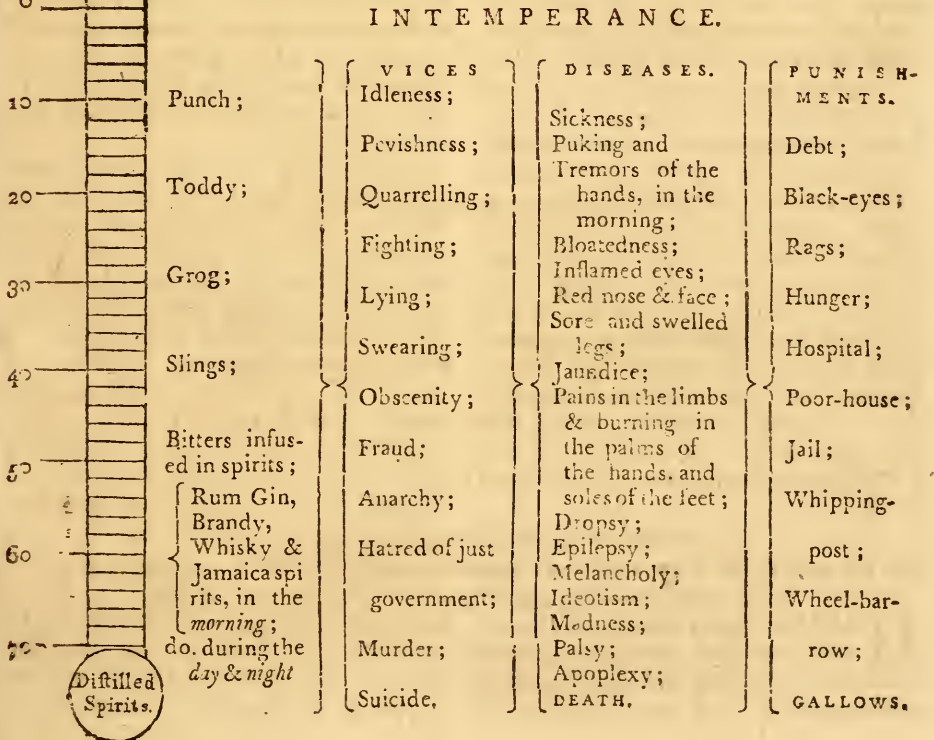 INTEMPERANCE.
0
10
20
30
40
50
60
70
Diſtilled
Spirits.
Punch ;
Toddy ;
Grog ;
Slings ;
Bitters infus-
ed in spirits ;
Rum Gin,
Brandy,
Whisky &
Jamaica spi
rits, in the
morning ;
do. during the
day & night
VICES
Idleness ;
Pevishness ;
Quarrelling ;
Fighting ;
Lying ;
Swearing ;
Obscenity ;
Fraud ;
Anarchy ;
Hatred of just
government ;
Murder ;
Suicide,
DISEASES.
Sickness ;
Puking and
Tremors of the
hands, in the
morning ;
Bloatedness ;
Inflamed eyes ;
Red nose & face ;
Sore and swelled
legs ;
Jaundice ;
Pains in the limbs
& burning in
the palms of
the hands. and
soles of the feet ;
Dropsy ;
Epilepsy ;
Melancholy ;
Ideotism ;
Madness ;
Palsy ;
Apoplexy ;
DEATH.
PUNISH-
MENTS.
Debt ;
Black-eyes ;
Rags ;
Hunger ;
Hospital ;
Poor-house ;
Jail ;
Whipping-
post ;
Wheel-bar-
row ;
GALLOWS.